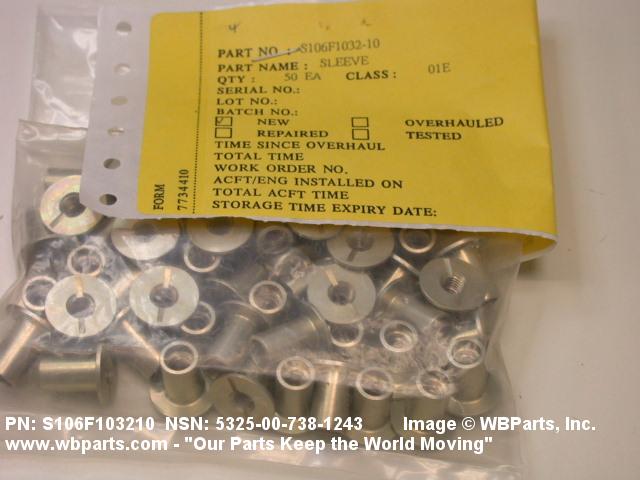 PART NO. : S106F1032-10
PART NAME : SLEEVE
QTY : 50 EA CLASS : 01E
SERIAL NO.:
LOT NO.:
BATCH NO.:
NEW OVERHAULED
REPAIRED TESTED
TIME SINCE OVERHAUL
TOTAL TIME
WORK ORDER NO.
ACFT/ENG INSTALLED ON
TOTAL ACFT TIME
STORAGE TIME EXPIRY DATE:
FORM
7734410
PN: S106F103210 NSN: 5325-00-738-1243 Image © WBParts, Inc.
www.wbparts.com - "Our Parts Keep the World Moving"